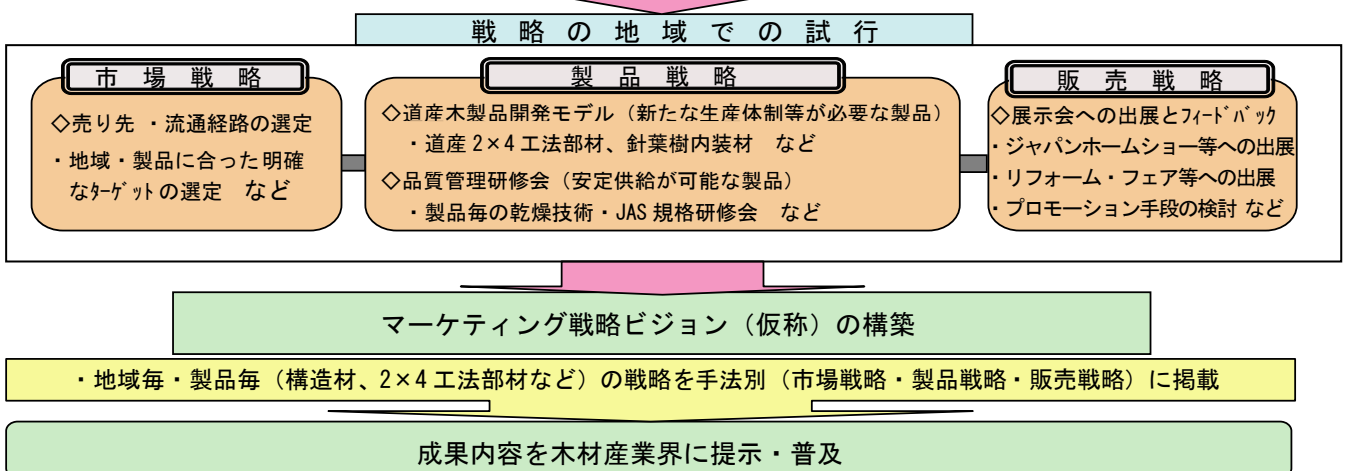 戦略の地域での試行
市場戦略
◇売り先・流通経路の選定
・地域・製品に合った明確
なターゲットの選定 など
製品戦略
◇道産木製品開発モデル（新たな生産体制等が必要な製品）
・道産2×4工法部材、針葉樹内装材 など
◇品質管理研修会（安定供給が可能な製品）
・製品毎の乾燥技術・JAS規格研修会 など
販売戦略
◇展示会への出展とフィードバック
・ジャパンホームショー等への出展
・リフォーム・フェア等への出展
・プロモーション手段の検討 など
マーケティング戦略ビジョン（仮称）の構築
・地域毎・製品毎（構造材、2×4工法部材など）の戦略を手法別（市場戦略・製品戦略・販売戦略）に掲載
成果内容を木材産業界に提示・普及